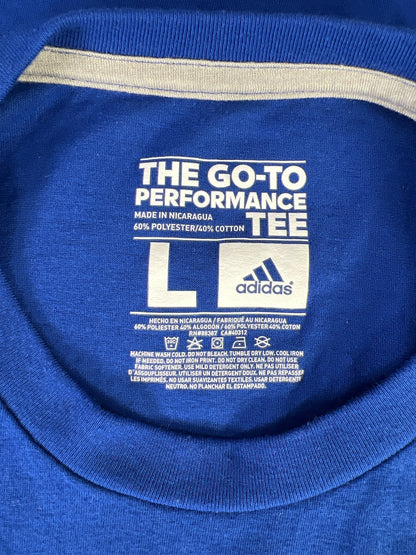 THE GO-TO
PERFORMANCE
MADE IN NICARAGUA
60% POLYESTER/40% COTTON
TEE
L
adidas
HECHO EN NICARAGUA / FABRIQUÉ AU NICARAGUA
60% POLIESTER 40% ALGODÓN / 60% POLYESTER 40% COTON
RN#88387 CA#40312
MACHINE WASH COLD. DO NOT BLEACH, TUMBLE DRY LOW. COOL IRON
IF NEEDED. DO NOT IRON PRINT. DO NOT DRY CLEAN. DO NOT USE
FABRIC SOFTENER. USE MILD DETERGENT ONLY. NE PAS UTILISER
D'ASSOUPLISSEUR. UTILISER UN DÉTERGENT DOUX. NE PAS REPASSER
LES IMPRIMÉS. NO USAR SUAVIZANTES TEXTILES. USAR DETERGENTE
NEUTRO. NO PLANCHAR EL ESTAMPADO.